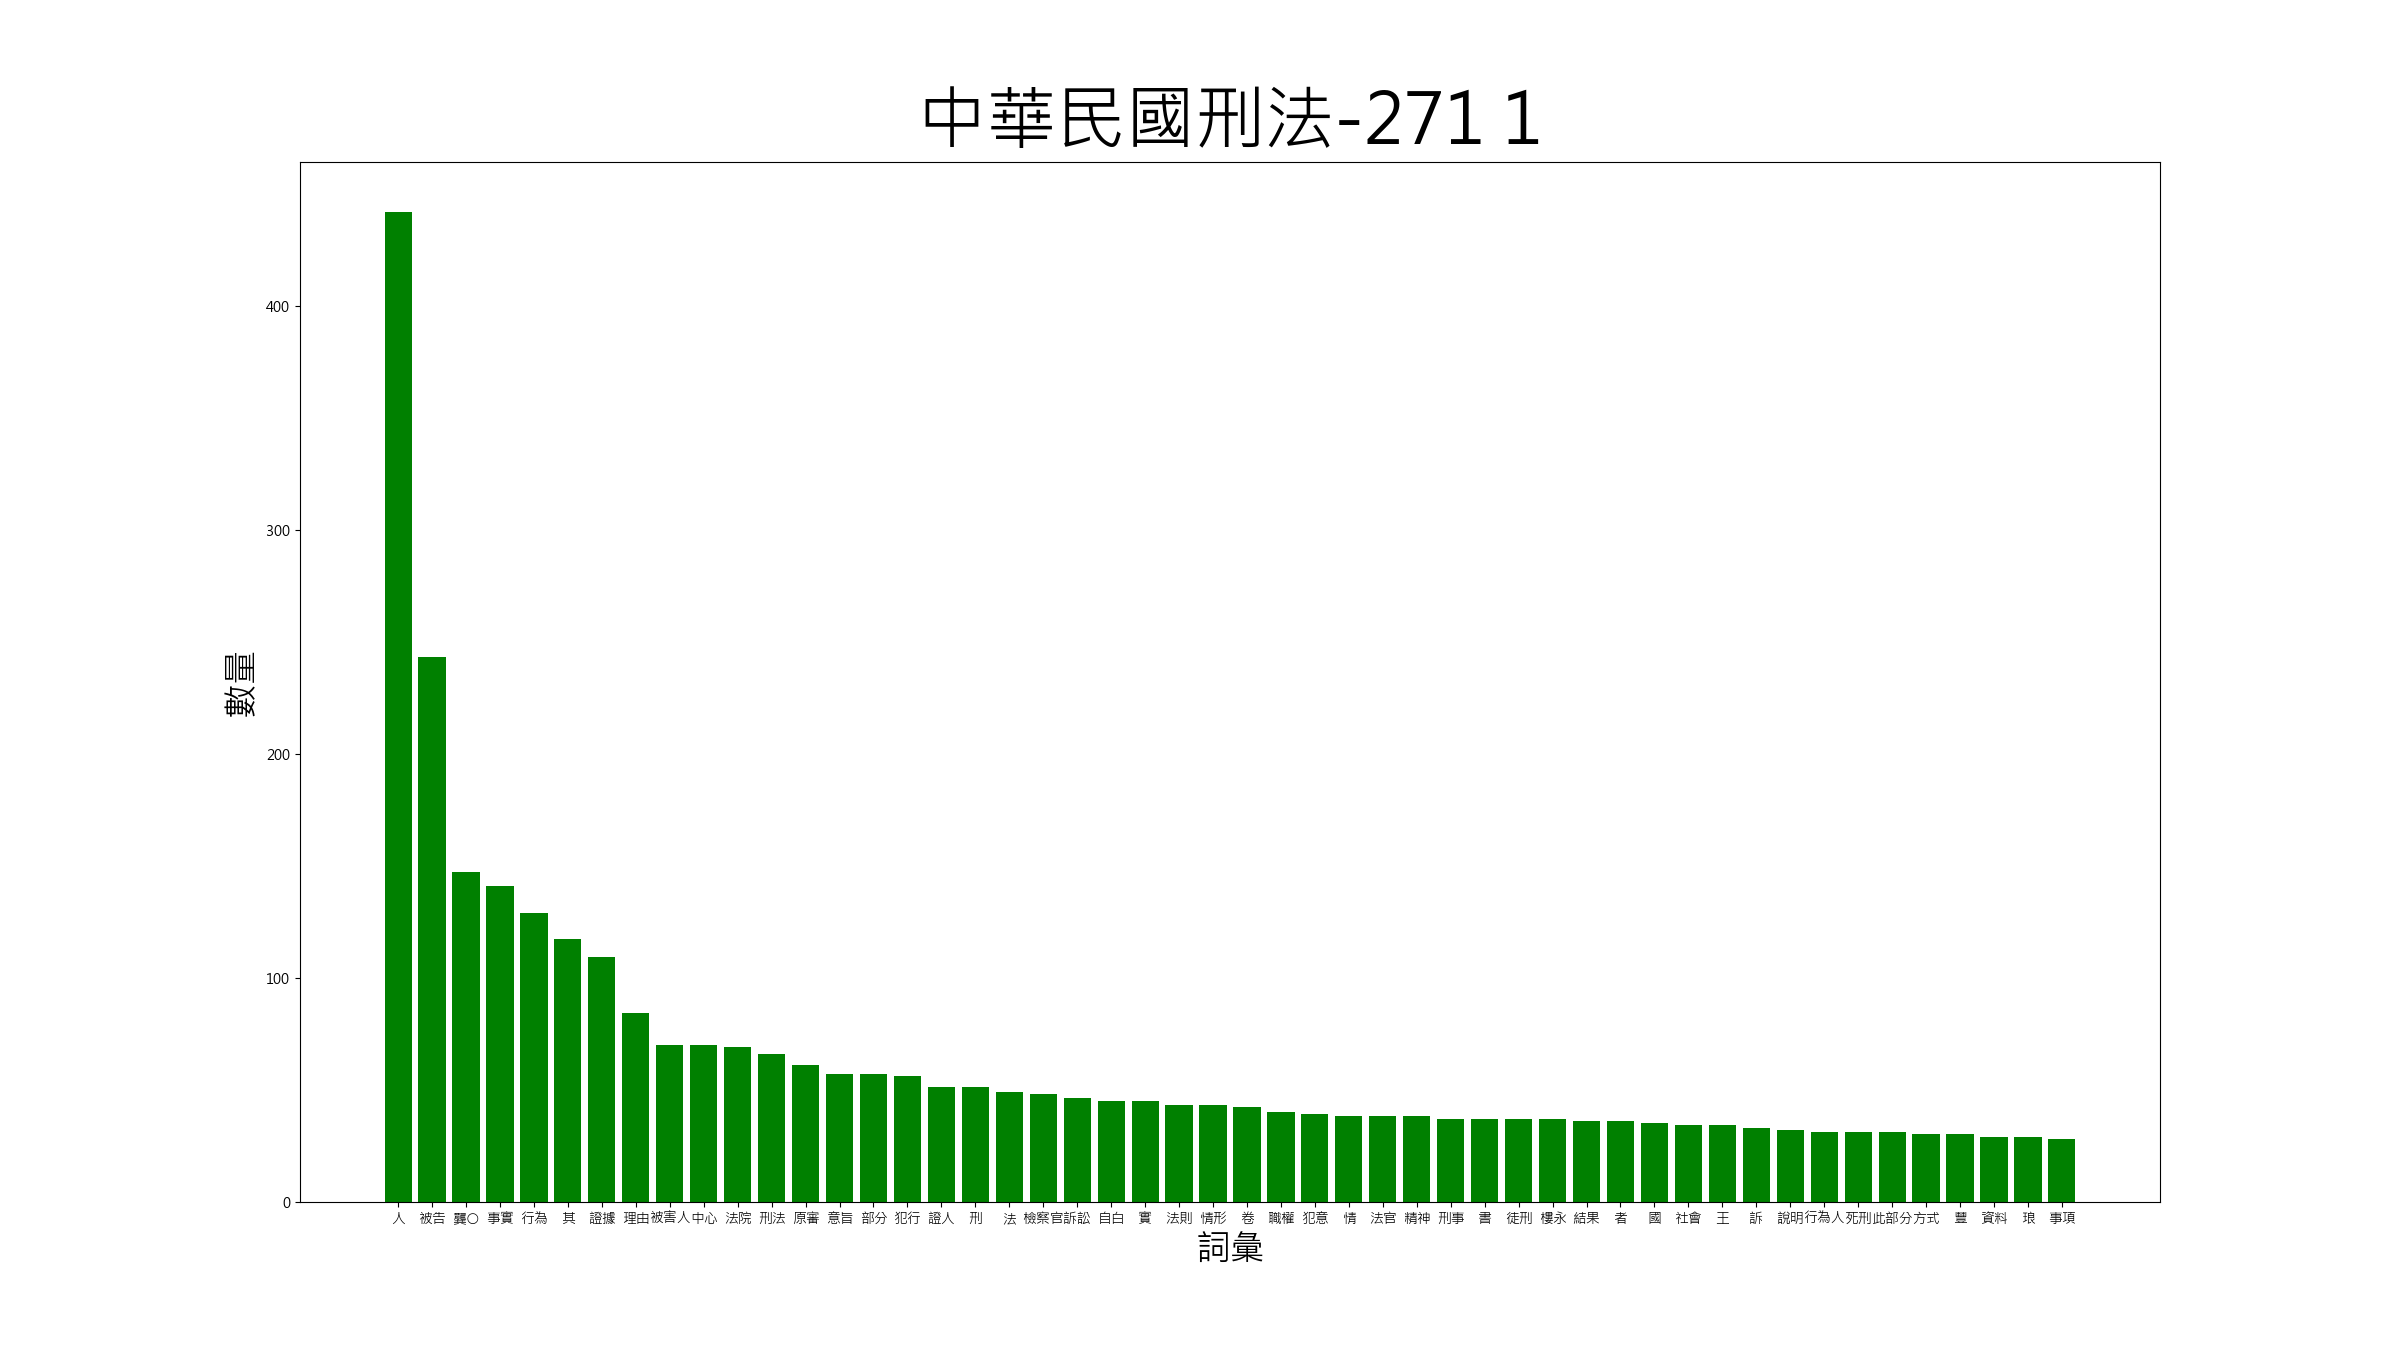 中華民國刑法-271 1
數量
400
300
200
100
0
人 被告 龔○ 事實 行為 其 證據 理由 被害人 中心 法院 刑法 原審 意旨 部分 犯行 證人 刑 法 檢察官 訴訟 自白 實 法則 情形 卷 職權 犯意 情 法官 精神 刑事 書 徒刑 樓永 結果 者 國 社會 王 訴 說明 行為人 死刑 此部分 方式 豐 資料 琅 事項
詞彙